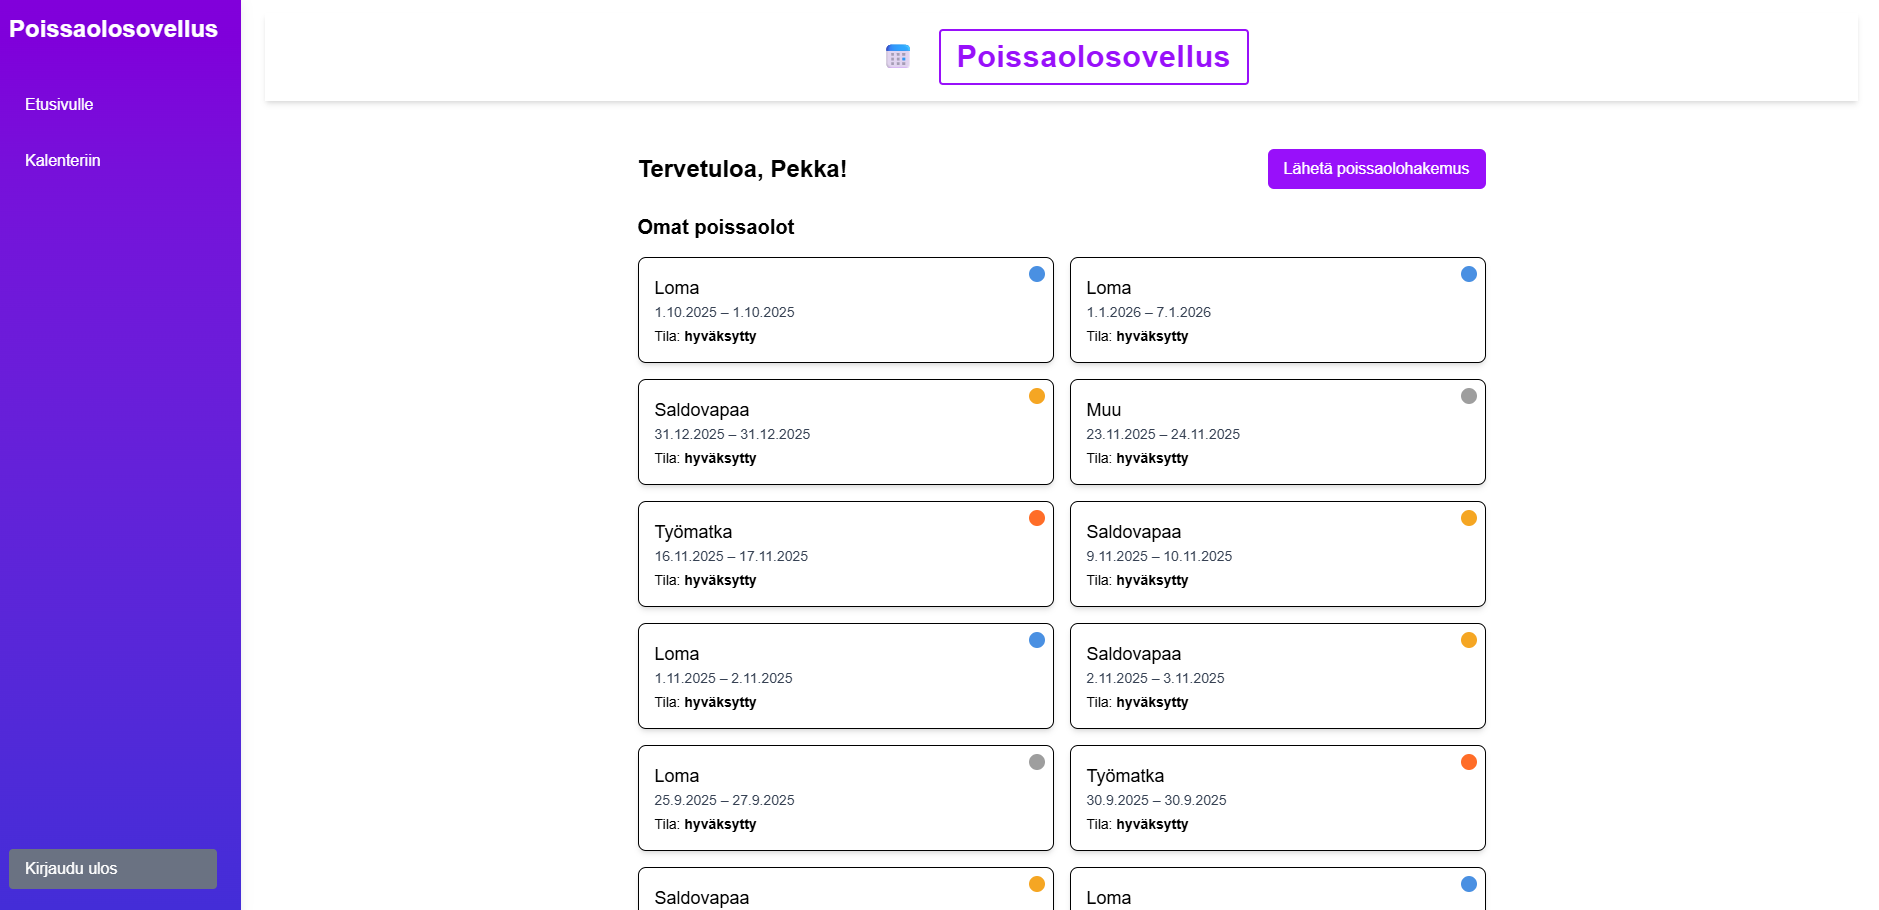 Poissaolosovellus
Etusivulle
Kalenteriin
Kirjaudu ulos
Poissaolosovellus
Tervetuloa, Pekka!
Lähetä poissaolohakemus
Omat poissaolot
Loma
1.10.2025 – 1.10.2025
Tila: hyväksytty
Loma
1.1.2026 – 7.1.2026
Tila: hyväksytty
Saldovapaa
31.12.2025 – 31.12.2025
Tila: hyväksytty
Muu
23.11.2025 – 24.11.2025
Tila: hyväksytty
Työmatka
16.11.2025 – 17.11.2025
Tila: hyväksytty
Saldovapaa
9.11.2025 – 10.11.2025
Tila: hyväksytty
Loma
1.11.2025 – 2.11.2025
Tila: hyväksytty
Saldovapaa
2.11.2025 – 3.11.2025
Tila: hyväksytty
Loma
25.9.2025 – 27.9.2025
Tila: hyväksytty
Työmatka
30.9.2025 – 30.9.2025
Tila: hyväksytty
Saldovapaa
Loma